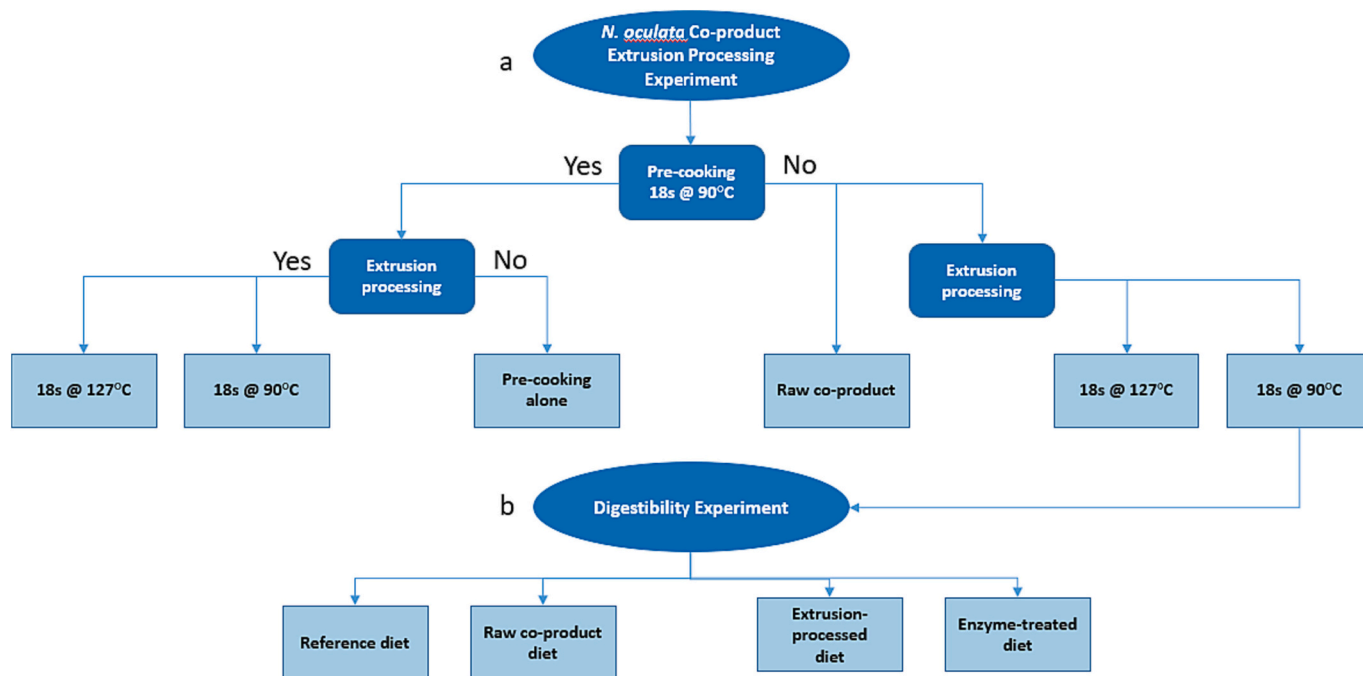 a
N. oculata Co-product
Extrusion Processing
Experiment
Yes
Pre-cooking
18s @ 90°C
No
Yes
Extrusion
processing
No
Extrusion
processing
18s @ 127°C
18s @ 90°C
Pre-cooking
alone
Raw co-product
18s @ 127°C
18s @ 90°C
b
Digestibility Experiment
Reference diet
Raw co-product
diet
Extrusion-
processed
diet
Enzyme-treated
diet